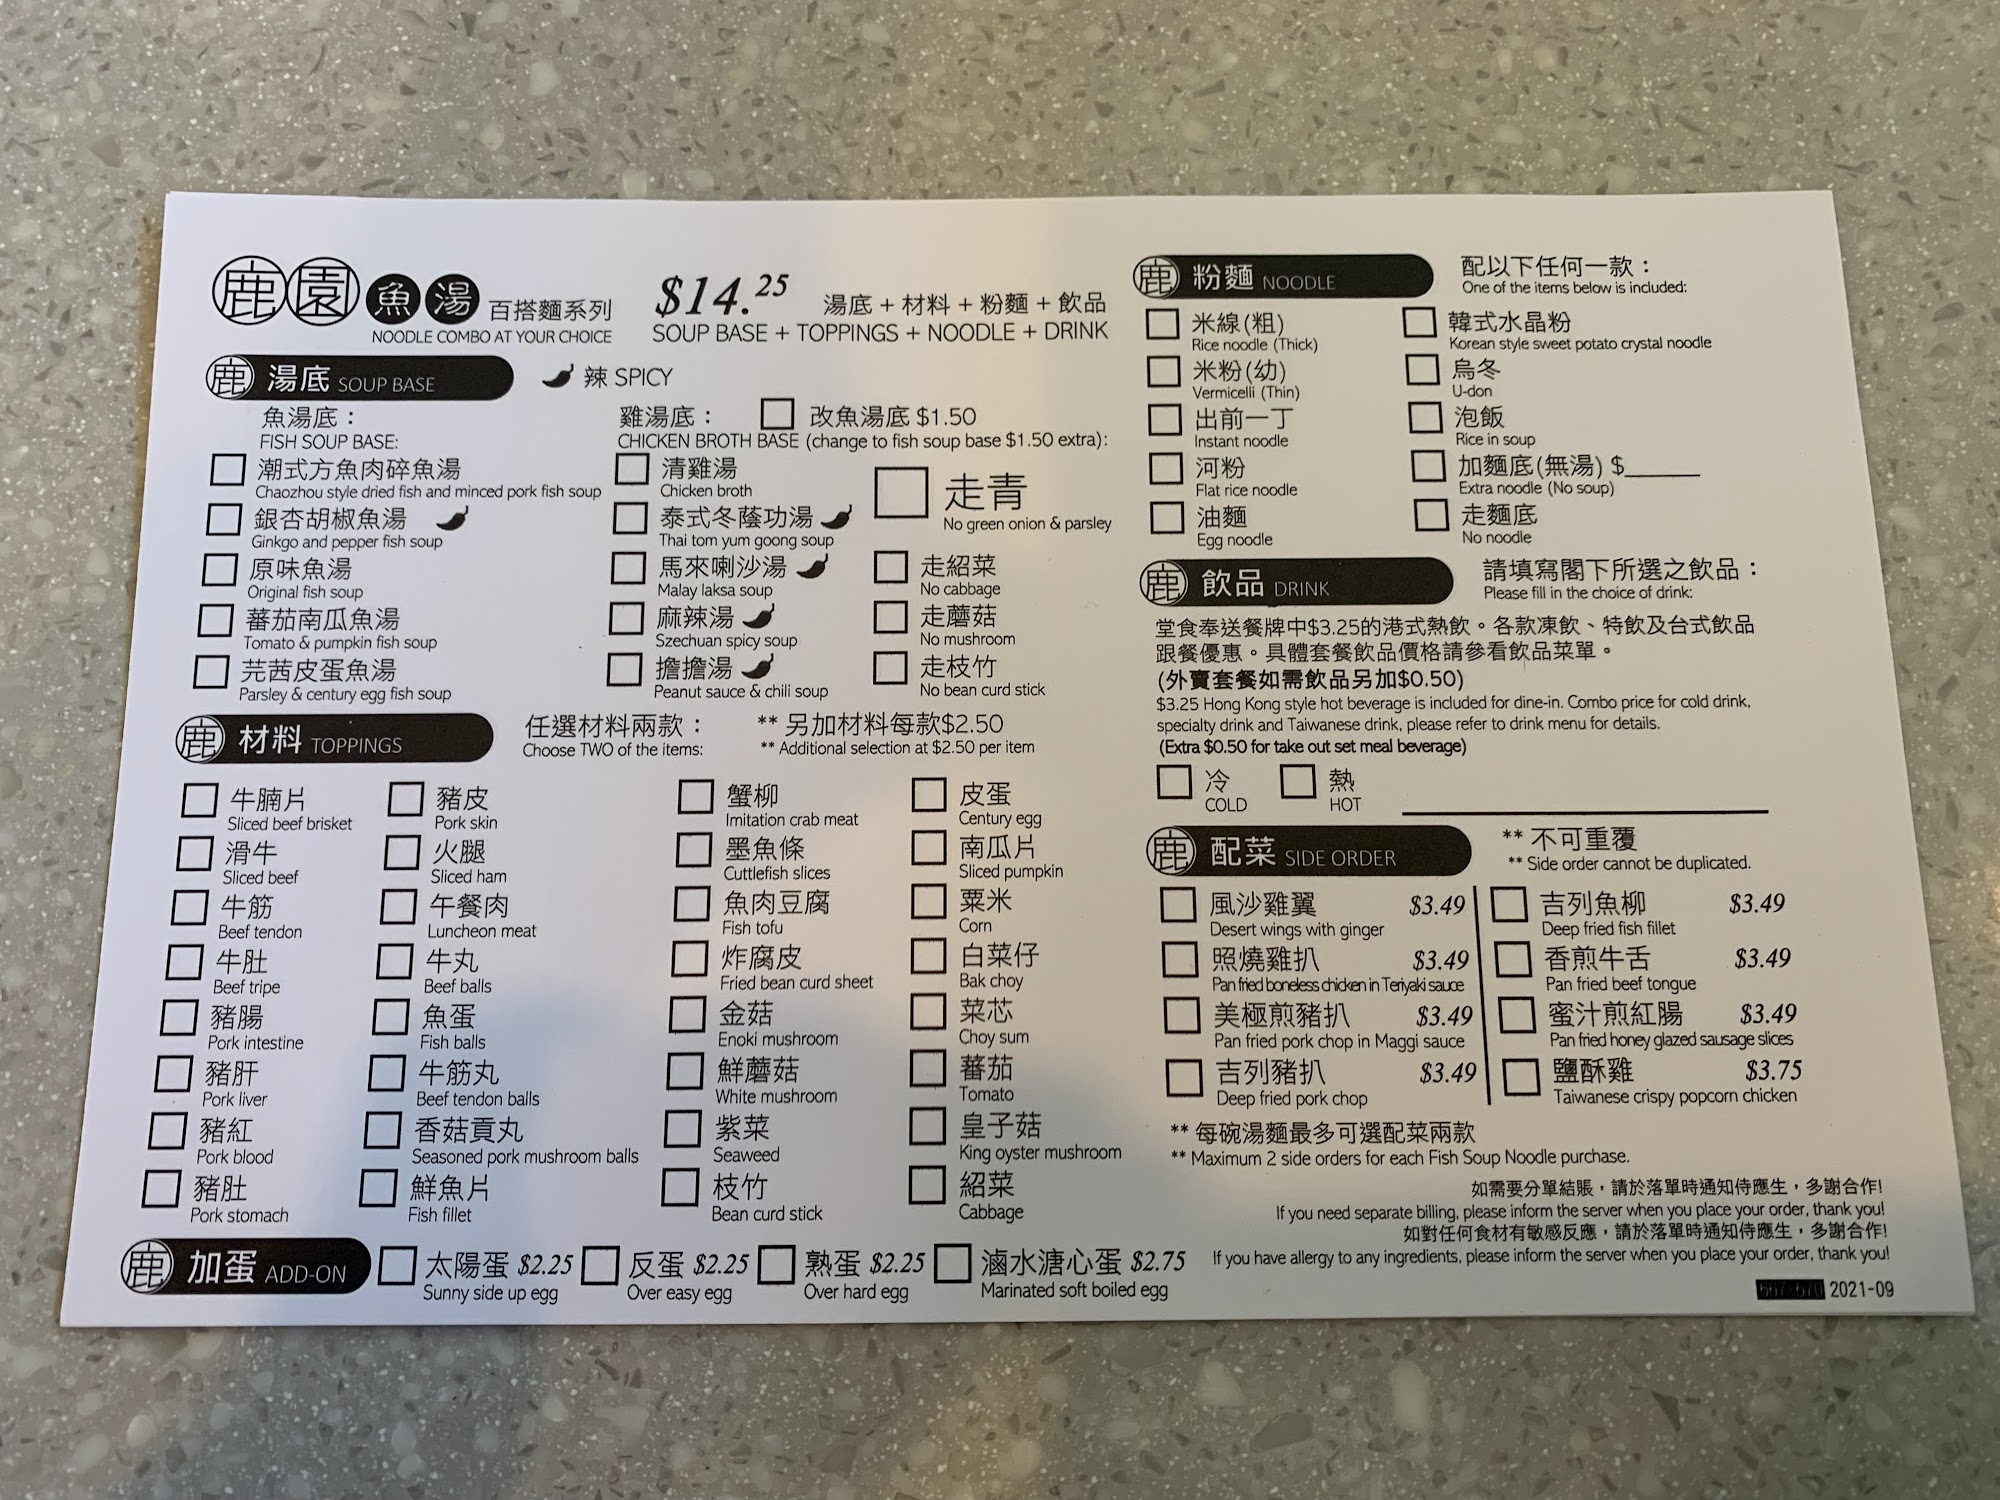 鹿園魚湯 百搭麵系列
NOODLE COMBO AT YOUR CHOICE
$14.25 湯底+材料+粉麵+飲品
SOUP BASE + TOPPINGS + NOODLE + DRINK
鹿 湯底 SOUP BASE
辣 SPICY
魚湯底：
FISH SOUP BASE:
潮式方魚肉碎魚湯
Chaozhou style dried fish and minced pork fish soup
銀杏胡椒魚湯
Ginkgo and pepper fish soup
原味魚湯
Original fish soup
蕃茄南瓜魚湯
Tomato & pumpkin fish soup
芫茜皮蛋魚湯
Parsley & century egg fish soup
雞湯底： 改魚湯底 $1.50
CHICKEN BROTH BASE (change to fish soup base $1.50 extra):
清雞湯
Chicken broth
泰式冬蔭功湯
Thai tom yum goong soup
馬來喇沙湯
Malay laksa soup
麻辣湯
Szechuan spicy soup
擔擔湯
Peanut sauce & chili soup
走青
No green onion & parsley
走紹菜
No cabbage
走蘑菇
No mushroom
走枝竹
No bean curd stick
鹿 材料 TOPPINGS
任選材料兩款： ** 另加材料每款$2.50
Choose TWO of the items: ** Additional selection at $2.50 per item
牛腩片
Sliced beef brisket
滑牛
Sliced beef
牛筋
Beef tendon
牛肚
Beef tripe
豬腸
Pork intestine
豬肝
Pork liver
豬紅
Pork blood
豬肚
Pork stomach
豬皮
Pork skin
火腿
Sliced ham
午餐肉
Luncheon meat
牛丸
Beef balls
魚蛋
Fish balls
牛筋丸
Beef tendon balls
香菇貢丸
Seasoned pork mushroom balls
鮮魚片
Fish fillet
蟹柳
Imitation crab meat
墨魚條
Cuttlefish slices
魚肉豆腐
Fish tofu
炸腐皮
Fried bean curd sheet
金菇
Enoki mushroom
鮮蘑菇
White mushroom
紫菜
Seaweed
枝竹
Bean curd stick
皮蛋
Century egg
南瓜片
Sliced pumpkin
粟米
Corn
白菜仔
Bak choy
菜芯
Choy sum
蕃茄
Tomato
皇子菇
King oyster mushroom
紹菜
Cabbage
鹿 加蛋 ADD-ON
太陽蛋 $2.25
Sunny side up egg
反蛋 $2.25
Over easy egg
熟蛋 $2.25
Over hard egg
滷水溏心蛋 $2.75
Marinated soft boiled egg
鹿 粉麵 NOODLE
配以下任何一款：
One of the items below is included:
米線(粗)
Rice noodle (Thick)
米粉(幼)
Vermicelli (Thin)
出前一丁
Instant noodle
河粉
Flat rice noodle
油麵
Egg noodle
韓式水晶粉
Korean style sweet potato crystal noodle
烏冬
U-don
泡飯
Rice in soup
加麵底(無湯) $______
Extra noodle (No soup)
走麵底
No noodle
鹿 飲品 DRINK
請填寫閣下所選之飲品：
Please fill in the choice of drink:
堂食奉送餐牌中$3.25的港式熱飲。各款凍飲、特飲及台式飲品
跟餐優惠。具體套餐飲品價格請參看飲品菜單。
(外賣套餐如需飲品另加$0.50)
$3.25 Hong Kong style hot beverage is included for dine-in. Combo price for cold drink,
specialty drink and Taiwanese drink, please refer to drink menu for details.
(Extra $0.50 for take out set meal beverage)
冷
COLD
熱
HOT
鹿 配菜 SIDE ORDER
** 不可重覆
** Side order cannot be duplicated.
風沙雞翼 $3.49
Desert wings with ginger
照燒雞扒 $3.49
Pan fried boneless chicken in Teriyaki sauce
美極煎豬扒 $3.49
Pan fried pork chop in Maggi sauce
吉列豬扒 $3.49
Deep fried pork chop
吉列魚柳 $3.49
Deep fried fish fillet
香煎牛舌 $3.49
Pan fried beef tongue
蜜汁煎紅腸 $3.49
Pan fried honey glazed sausage slices
鹽酥雞 $3.75
Taiwanese crispy popcorn chicken
** 每碗湯麵最多可選配菜兩款
** Maximum 2 side orders for each Fish Soup Noodle purchase.
如需要分單結賬，請於落單時通知侍應生，多謝合作!
If you need separate billing, please inform the server when you place your order, thank you!
如對任何食材有敏感反應，請於落單時通知侍應生，多謝合作!
If you have allergy to any ingredients, please inform the server when you place your order, thank you!
2021-09